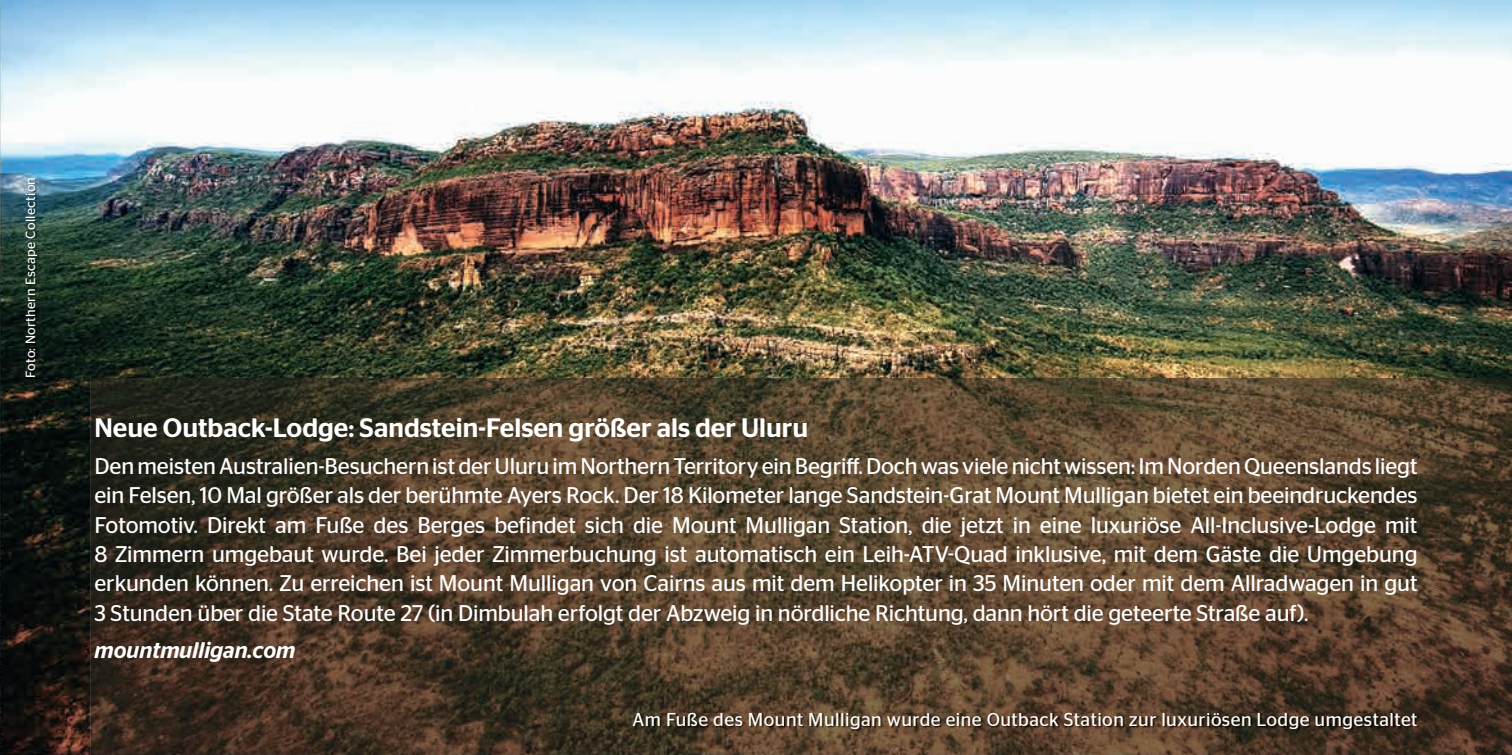 Foto: Northern Escape Collection
Neue Outback-Lodge: Sandstein-Felsen größer als der Uluru
Den meisten Australien-Besuchern ist der Uluru im Northern Territory ein Begriff. Doch was viele nicht wissen: Im Norden Queenslands liegt
ein Felsen, 10 Mal größer als der berühmte Ayers Rock. Der 18 Kilometer lange Sandstein-Grat Mount Mulligan bietet ein beeindruckendes
Fotomotiv. Direkt am Fuße des Berges befindet sich die Mount Mulligan Station, die jetzt in eine luxuriöse All-Inclusive-Lodge mit
8 Zimmern umgebaut wurde. Bei jeder Zimmerbuchung ist automatisch ein Leih-ATV-Quad inklusive, mit dem Gäste die Umgebung
erkunden können. Zu erreichen ist Mount Mulligan von Cairns aus mit dem Helikopter in 35 Minuten oder mit dem Allradwagen in gut
3 Stunden über die State Route 27 (in Dimbulah erfolgt der Abzweig in nördliche Richtung, dann hört die geteerte Straße auf).
mountmulligan.com
Am Fuße des Mount Mulligan wurde eine Outback Station zur luxuriösen Lodge umgestaltet